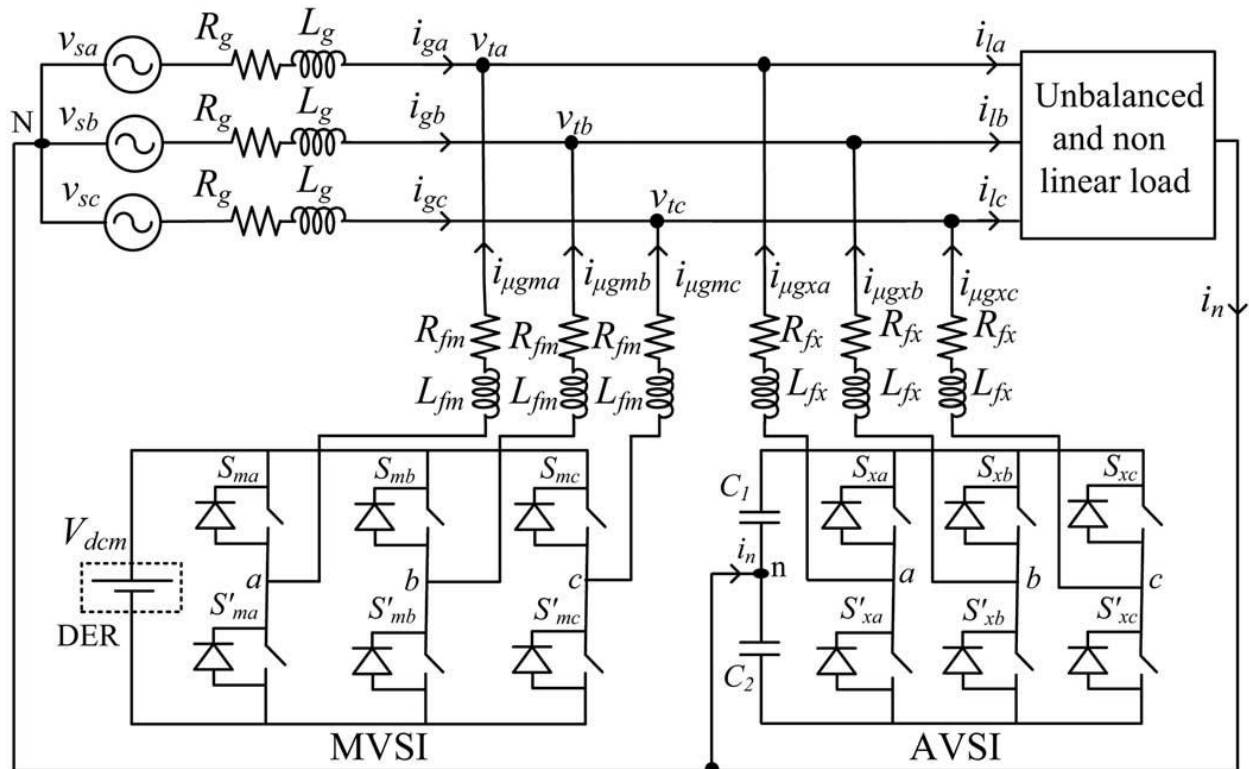 v_sa R_g L_g i_ga v_ta i_la
N v_sb R_g L_g i_gb v_tb i_lb
v_sc R_g L_g i_gc v_tc i_lc
Unbalanced
and non
linear load
i_μgma i_μgmb i_μgmc i_μgxa i_μgxb i_μgxc i_n
R_fm R_fm R_fm R_fx R_fx R_fx
L_fm L_fm L_fm L_fx L_fx L_fx
S_ma S_mb S_mc C_1 S_xa S_xb S_xc
V_dcm
a b c i_n n a b c
DER
S'_ma S'_mb S'_mc C_2 S'_xa S'_xb S'_xc
MVSI AVSI